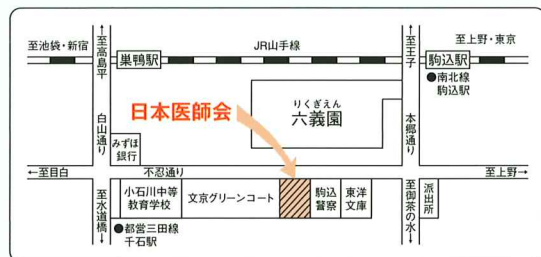 至池袋・新宿
←至高島平
JR山手線
←至王子
至上野・東京
巣鴨駅
駒込駅
●南北線
駒込駅
白山通り
日本医師会
りくぎえん
六義園
本郷通り
みずほ
銀行
←至目白
不忍通り
至上野→
至水道橋→
小石川中等
教育学校
文京グリーンコート
駒込
警察
東洋
文庫
至御茶の水→
派出所
●都営三田線
千石駅